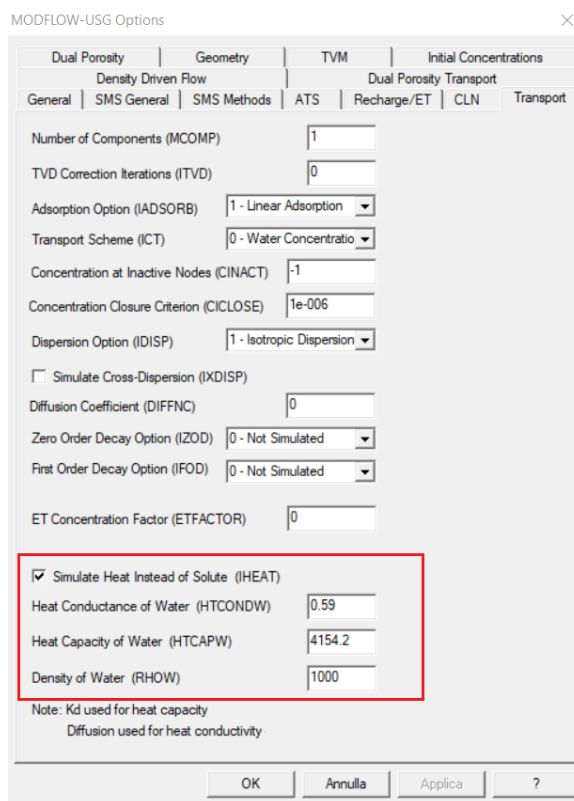 MODFLOW-USG Options
Dual Porosity Geometry TVM Initial Concentrations
Density Driven Flow Dual Porosity Transport
General SMS General SMS Methods ATS Recharge/ET CLN Transport
Number of Components (MCOMP) 1
TVD Correction Iterations (ITVD) 0
Adsorption Option (IADSORB) 1 - Linear Adsorption
Transport Scheme (ICT) 0 - Water Concentratio
Concentration at Inactive Nodes (CINACT) -1
Concentration Closure Criterion (CICLOSE) 1e-006
Dispersion Option (IDISP) 1 - Isotropic Dispersion
Simulate Cross-Dispersion (IXDISP)
Diffusion Coefficient (DIFFNC) 0
Zero Order Decay Option (IZOD) 0 - Not Simulated
First Order Decay Option (IFOD) 0 - Not Simulated
ET Concentration Factor (ETFACTOR) 0
Simulate Heat Instead of Solute (IHEAT)
Heat Conductance of Water (HTCONDW) 0.59
Heat Capacity of Water (HTCAPW) 4154.2
Density of Water (RHOW) 1000
Note: Kd used for heat capacity
Diffusion used for heat conductivity
OK Annulla Applica ?